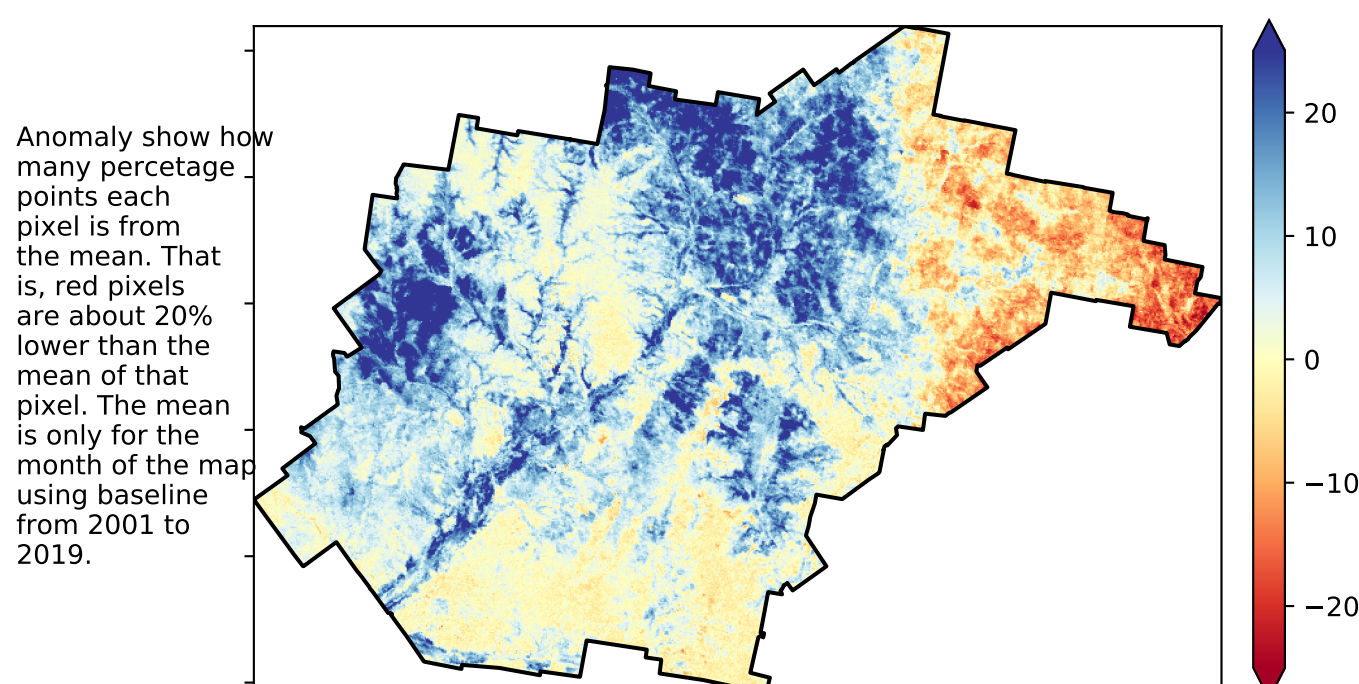 Anomaly show how
many percetage
points each
pixel is from
the mean. That
is, red pixels
are about 20%
lower than the
mean of that
pixel. The mean
is only for the
month of the map
using baseline
from 2001 to
2019.
20
10
0
−10
−20